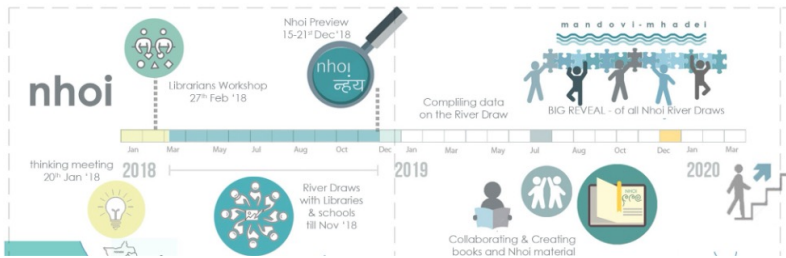 Nhoi Preview
15-21st Dec'18
mandovi-mhadei
nhoi
nhoi
न्हंय
Librarians Workshop
27th Feb '18
Compliling data
on the River Draw
BIG REVEAL - of all Nhoi River Draws
Jan Mar May Jul Aug Oct Dec Jan Mar May Jul Aug Oct Dec Jan Mar
2018 2019 2020
thinking meeting
20th Jan '18
River Draws
with Libraries
& schools
till Nov '18
NHOI
Collaborating & Creating
books and Nhoi material